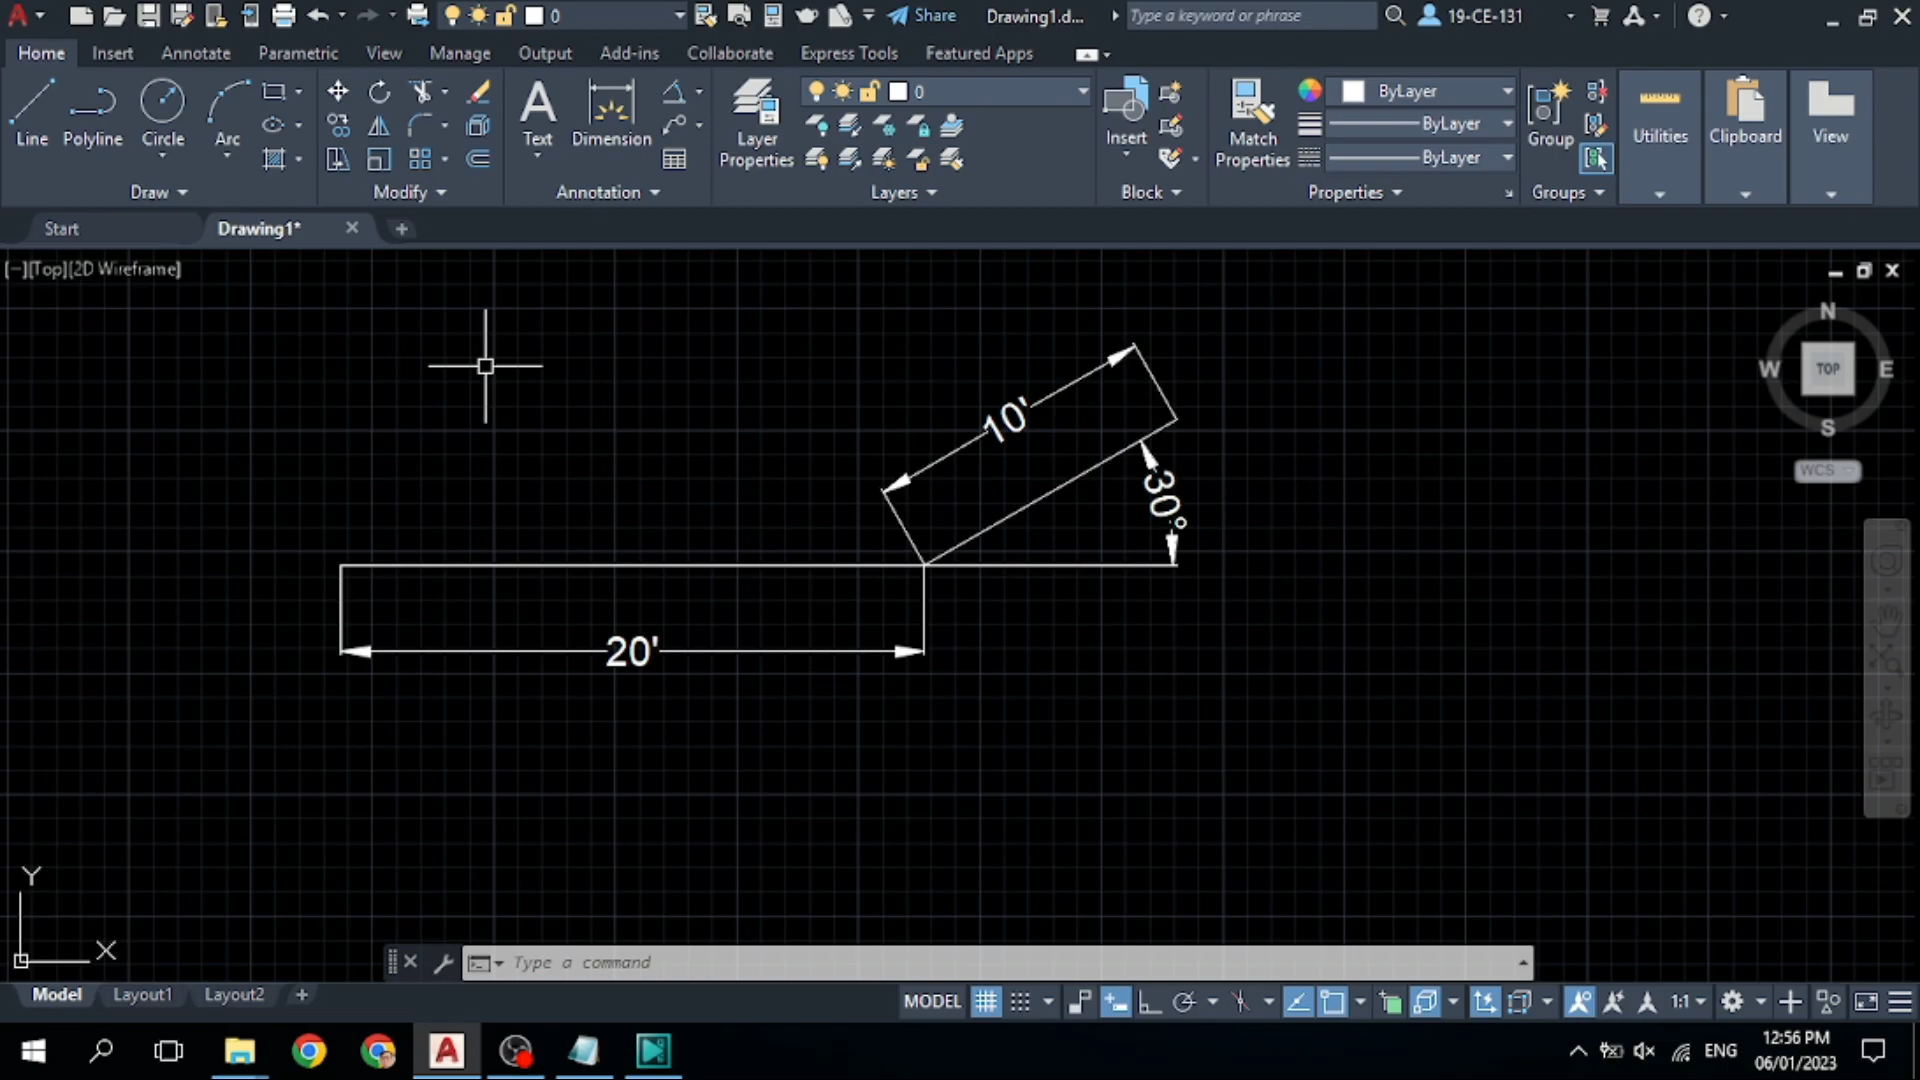 A 0 Share Drawing1.d... Type a keyword or phrase 19-CE-131 ?
Home Insert Annotate Parametric View Manage Output Add-ins Collaborate Express Tools Featured Apps
Line Polyline Circle Arc
A Text Dimension
Layer Properties
0
Insert
Match Properties
ByLayer
ByLayer
ByLayer
Group
Utilities
Clipboard
View
Draw Modify Annotation Layers Block Properties Groups
Start Drawing1* +
[−][Top][2D Wireframe]
N
W TOP E
S
WCS
10'
30°
20'
Y
X
Type a command
Model Layout1 Layout2 +
MODEL 1:1
A ENG 12:56 PM
06/01/2023